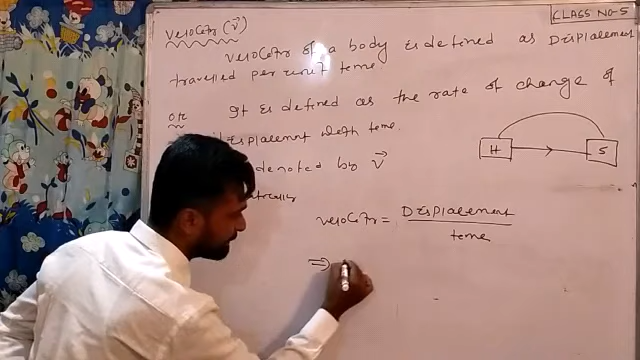 CLASS NO-5
Velocity (v⃗)
Velocity of a body is defined as Displacement
travelled per unit time.
OR It is defined as the rate of change of
displacemnt with time.
denoted by v⃗
H S
Velocity = Displacement / time
⇒